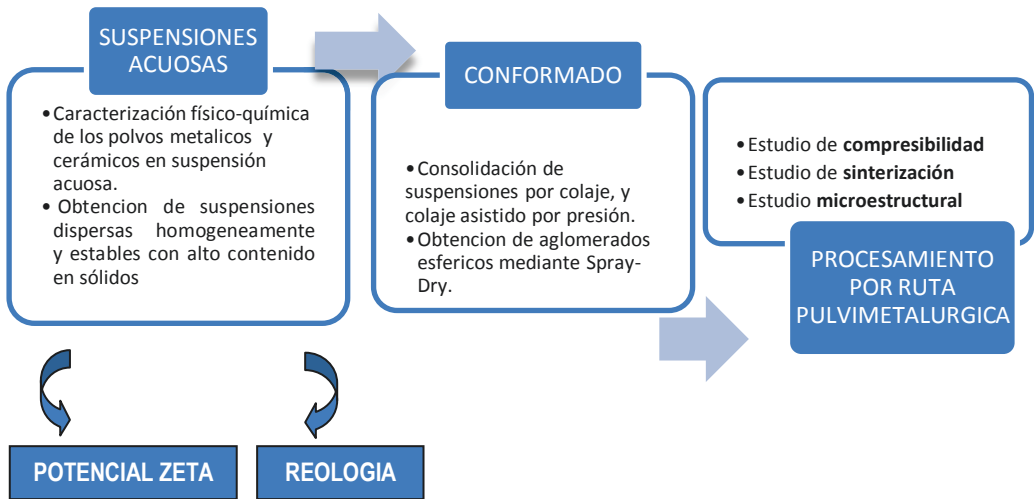 SUSPENSIONES
ACUOSAS
•Caracterización físico-química
de los polvos metalicos y
cerámicos en suspensión
acuosa.
• Obtencion de suspensiones
dispersas homogeneamente
y estables con alto contenido
en sólidos
CONFORMADO
•Consolidación de
suspensiones por colaje, y
colaje asistido por presión.
•Obtencion de aglomerados
esfericos mediante Spray-
Dry.
•Estudio de compresibilidad
•Estudio de sinterización
•Estudio microestructural
PROCESAMIENTO
POR RUTA
PULVIMETALURGICA
POTENCIAL ZETA
REOLOGIA